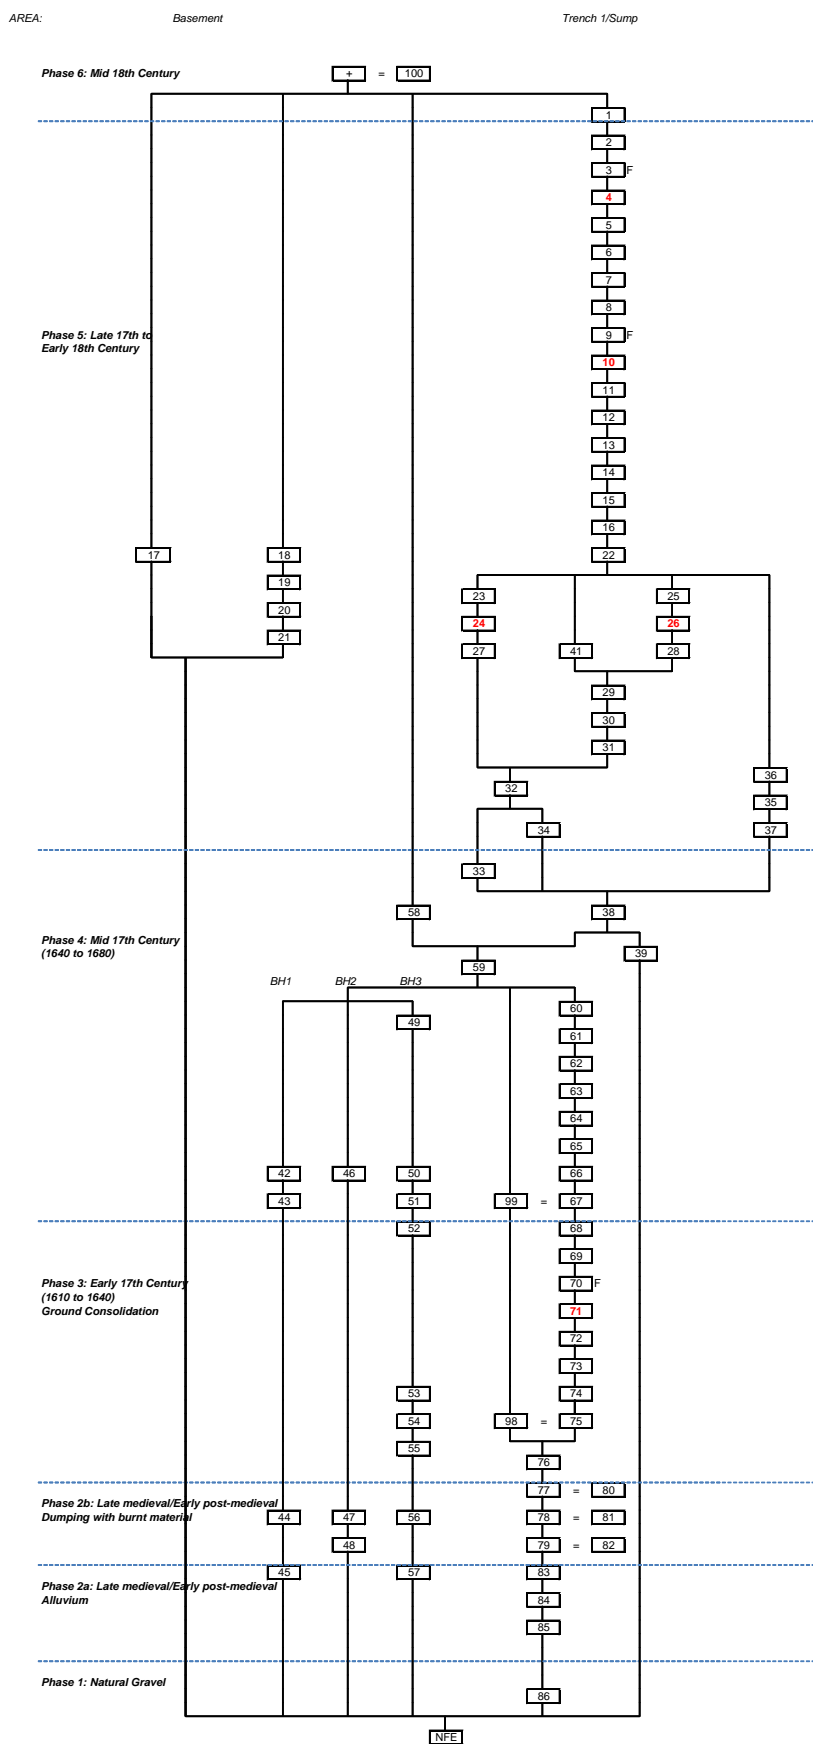 AREA: Basement Trench 1/Sump
Phase 6: Mid 18th Century + = 100
1
2
3 F
4
5
6
7
8
Phase 5: Late 17th to 9 F
Early 18th Century
10
11
12
13
14
15
16
17 18 22
19 23 25
20 24 26
21 27 41 28
29
30
31
36
32
35
34 37
33
58 38
Phase 4: Mid 17th Century
(1640 to 1680) 39
59
BH1 BH2 BH3
60
49
61
62
63
64
65
42 46 50 66
43 51 99 = 67
52 68
69
Phase 3: Early 17th Century 70 F
(1610 to 1640)
Ground Consolidation 71
72
73
53 74
54 98 = 75
55
76
77 = 80
Phase 2b: Late medieval/Early post-medieval
Dumping with burnt material 44 47 56 78 = 81
48 79 = 82
45 57 83
Phase 2a: Late medieval/Early post-medieval
Alluvium 84
85
Phase 1: Natural Gravel
86
NFE